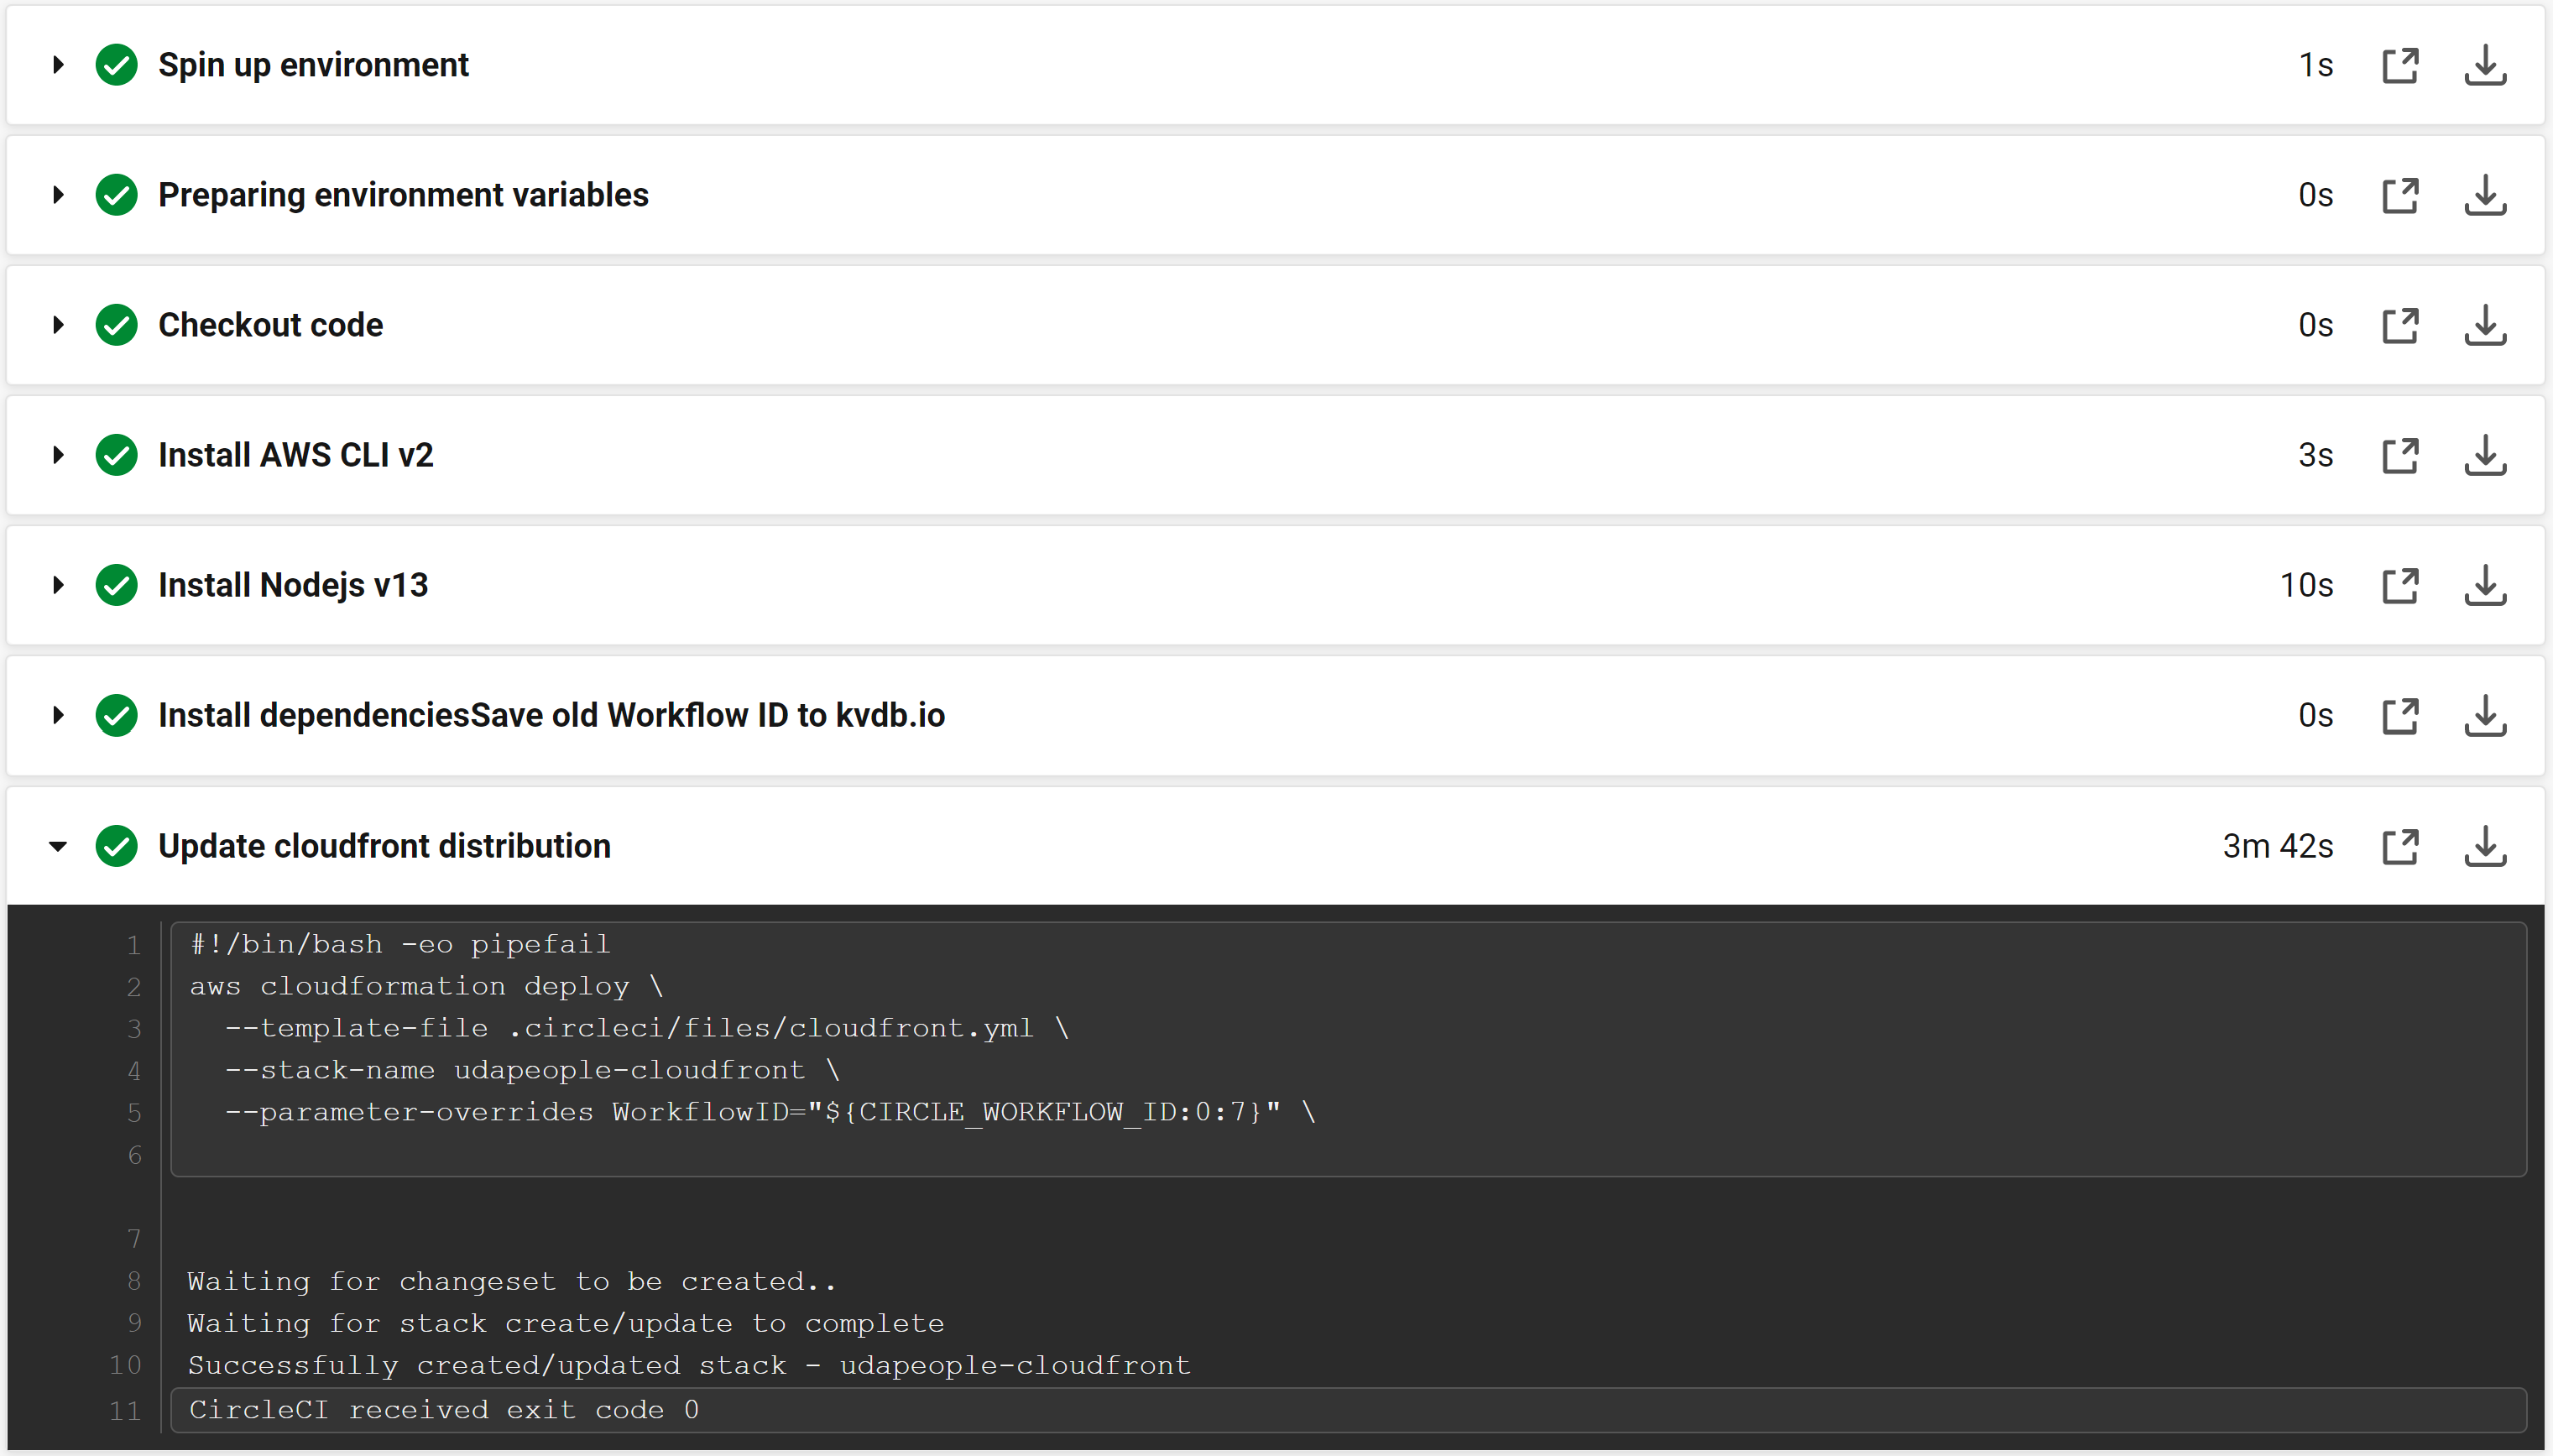 Spin up environment 1s
Preparing environment variables 0s
Checkout code 0s
Install AWS CLI v2 3s
Install Nodejs v13 10s
Install dependenciesSave old Workflow ID to kvdb.io 0s
Update cloudfront distribution 3m 42s
1 #!/bin/bash -eo pipefail
2 aws cloudformation deploy \
3 --template-file .circleci/files/cloudfront.yml \
4 --stack-name udapeople-cloudfront \
5 --parameter-overrides WorkflowID="${CIRCLE_WORKFLOW_ID:0:7}" \
6
7
8 Waiting for changeset to be created..
9 Waiting for stack create/update to complete
10 Successfully created/updated stack - udapeople-cloudfront
11 CircleCI received exit code 0